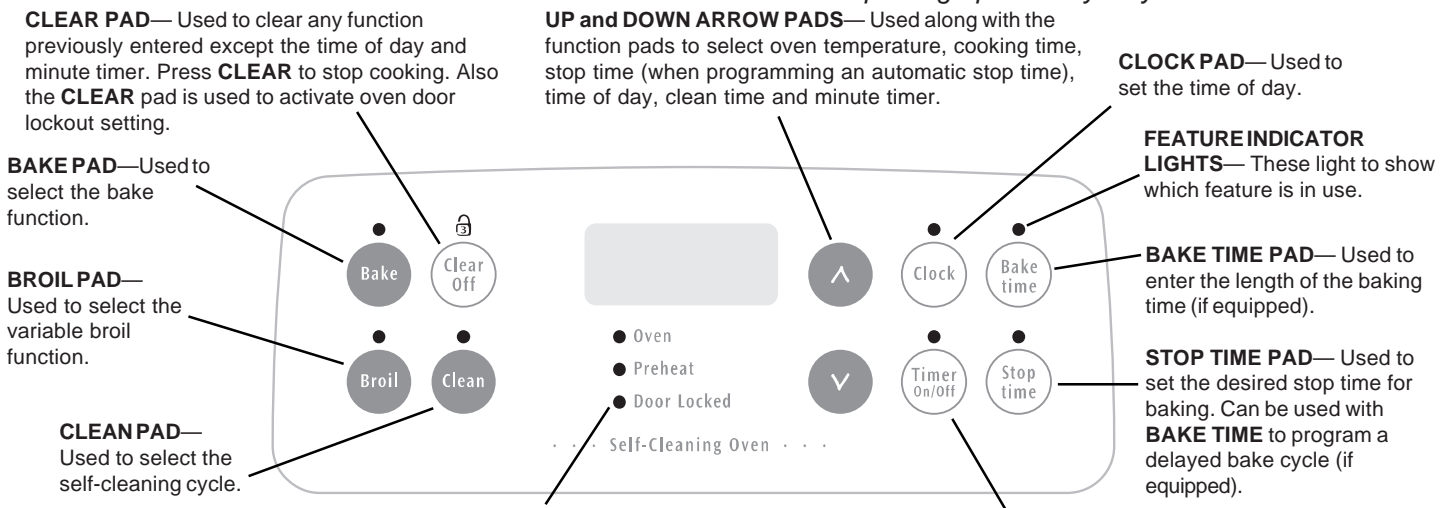 CLEAR PAD— Used to clear any function
previously entered except the time of day and
minute timer. Press CLEAR to stop cooking. Also
the CLEAR pad is used to activate oven door
lockout setting.
UP and DOWN ARROW PADS— Used along with the
function pads to select oven temperature, cooking time,
stop time (when programming an automatic stop time),
time of day, clean time and minute timer.
CLOCK PAD— Used to
set the time of day.
FEATURE INDICATOR
LIGHTS— These light to show
which feature is in use.
BAKE PAD—Used to
select the bake
function.
BROIL PAD—
Used to select the
variable broil
function.
CLEAN PAD—
Used to select the
self-cleaning cycle.
3
Bake
Clear
Off
Clock
Bake
time
Oven
Preheat
Door Locked
Broil
Clean
Timer
On/Off
Stop
time
· · · Self-Cleaning Oven · · ·
BAKE TIME PAD— Used to
enter the length of the baking
time (if equipped).
STOP TIME PAD— Used to
set the desired stop time for
baking. Can be used with
BAKE TIME to program a
delayed bake cycle (if
equipped).